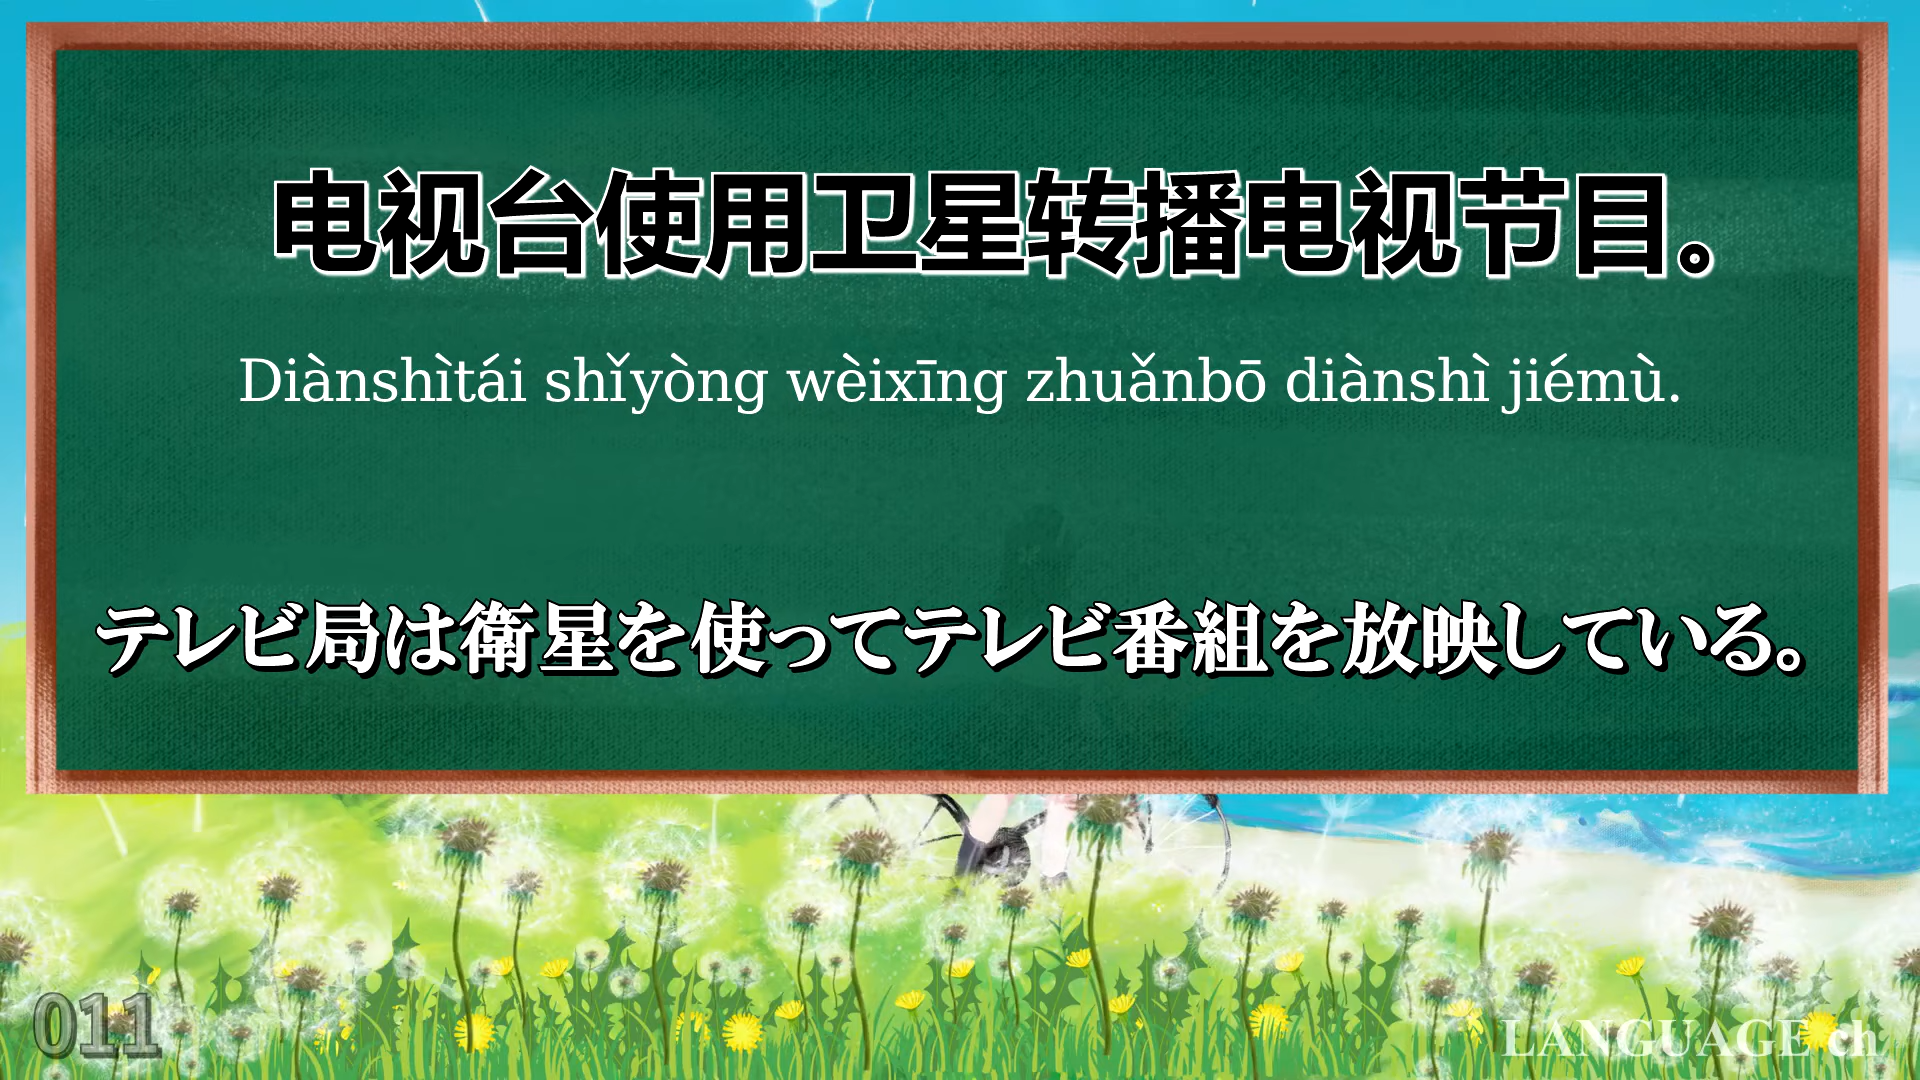 电视台使用卫星转播电视节目。
Diànshìtái shǐyòng wèixīng zhuǎnbō diànshì jiémù.
テレビ局は衛星を使ってテレビ番組を放映している。
011
LANGUAGE ch